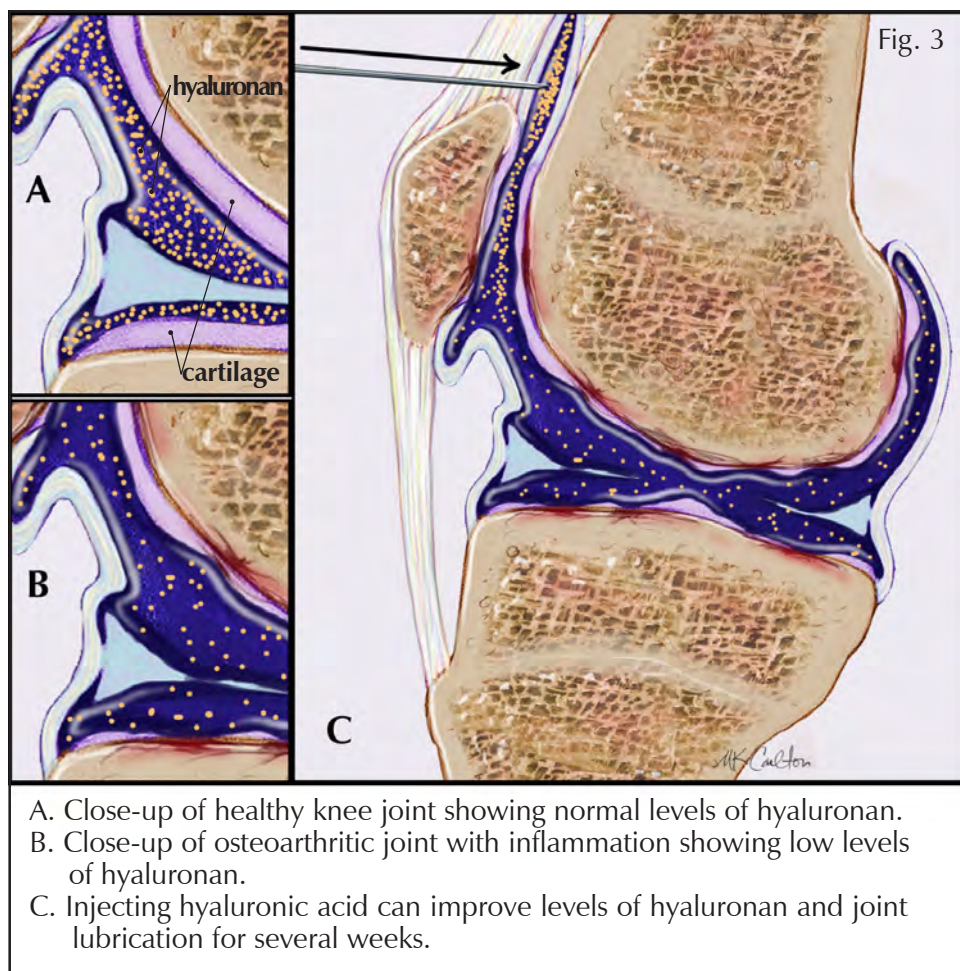 Fig. 3
hyaluronan
A
cartilage
B
C
MK Carlton
A. Close-up of healthy knee joint showing normal levels of hyaluronan.
B. Close-up of osteoarthritic joint with inflammation showing low levels
of hyaluronan.
C. Injecting hyaluronic acid can improve levels of hyaluronan and joint
lubrication for several weeks.